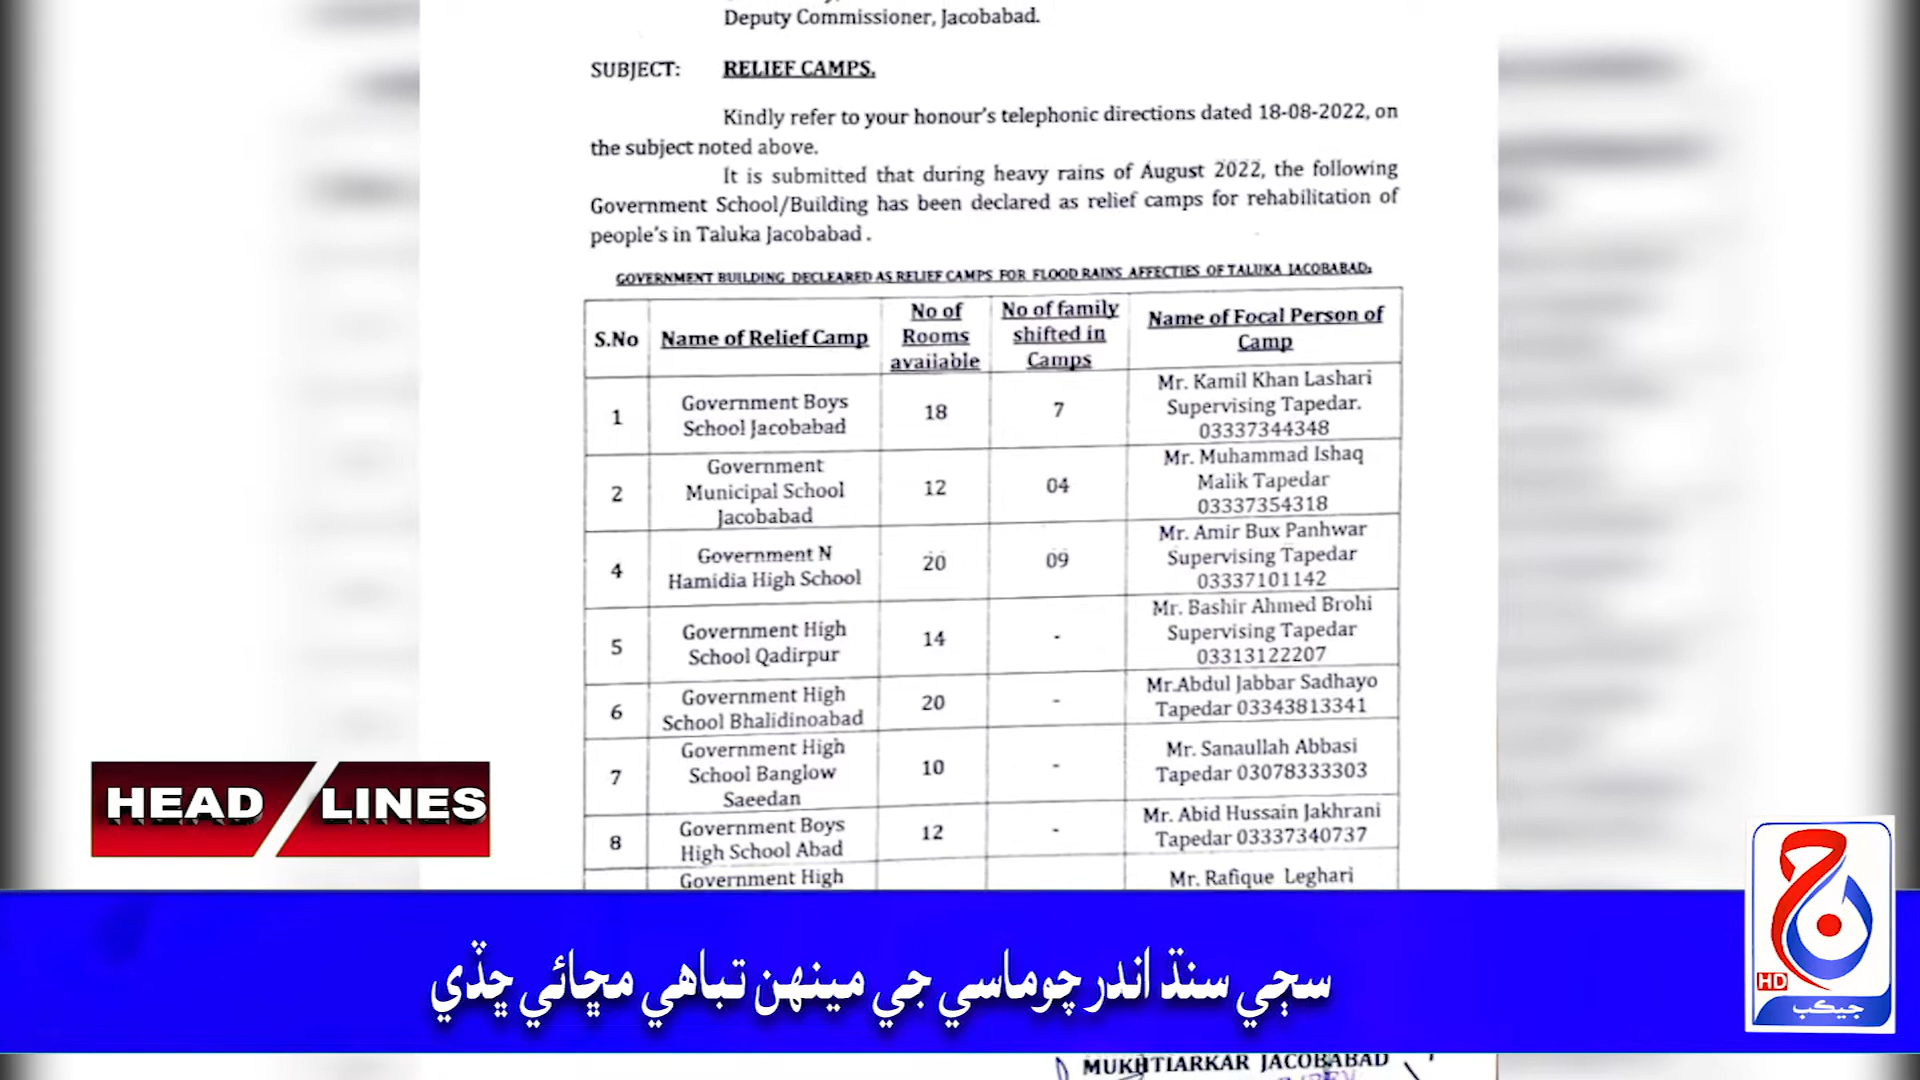 Deputy Commissioner, Jacobabad.
SUBJECT: RELIEF CAMPS.
Kindly refer to your honour's telephonic directions dated 18-08-2022, on
the subject noted above.
It is submitted that during heavy rains of August 2022, the following
Government School/Building has been declared as relief camps for rehabilitation of
people's in Taluka Jacobabad .
GOVERNMENT BUILDING DECLEARED AS RELIEF CAMPS FOR FLOOD RAINS AFFECTIES OF TALUKA JACOBABAD.
S.No Name of Relief Camp No of Rooms available No of family shifted in Camps Name of Focal Person of Camp
1 Government Boys School Jacobabad 18 7 Mr. Kamil Khan Lashari Supervising Tapedar. 03337344348
2 Government Municipal School Jacobabad 12 04 Mr. Muhammad Ishaq Malik Tapedar 03337354318
4 Government N Hamidia High School 20 09 Mr. Amir Bux Panhwar Supervising Tapedar 03337101142
5 Government High School Qadirpur 14 - Mr. Bashir Ahmed Brohi Supervising Tapedar 03313122207
6 Government High School Bhalidinoabad 20 - Mr.Abdul Jabbar Sadhayo Tapedar 03343813341
7 Government High School Banglow Saeedan 10 - Mr. Sanaullah Abbasi Tapedar 03078333303
8 Government Boys High School Abad 12 - Mr. Abid Hussain Jakhrani Tapedar 03337340737
Government High Mr. Rafique Leghari
HEAD LINES
سڄي سنڌ اندر چوماسي جي مينهن تباهي مچائي ڇڏي
HD
جيڪب
MUKHTIARKAR JACOBABAD